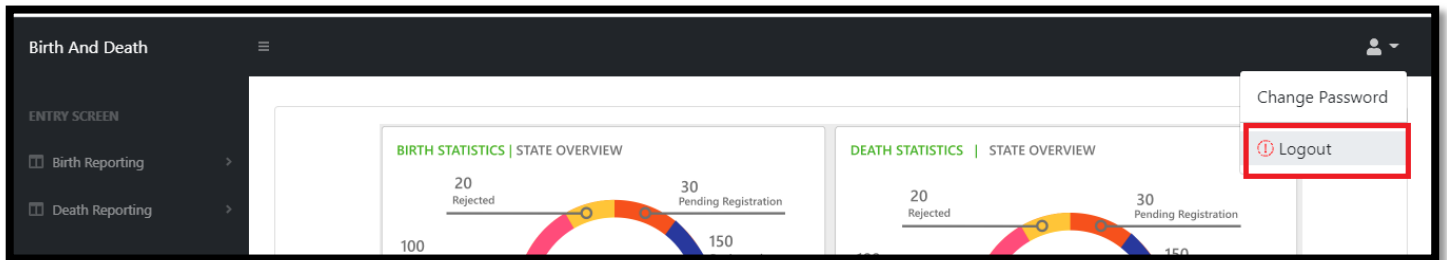 Birth And Death
Change Password
ENTRY SCREEN
Logout
Birth Reporting
Death Reporting
BIRTH STATISTICS | STATE OVERVIEW
20
Rejected
30
Pending Registration
100
150
DEATH STATISTICS | STATE OVERVIEW
20
Rejected
30
Pending Registration
150